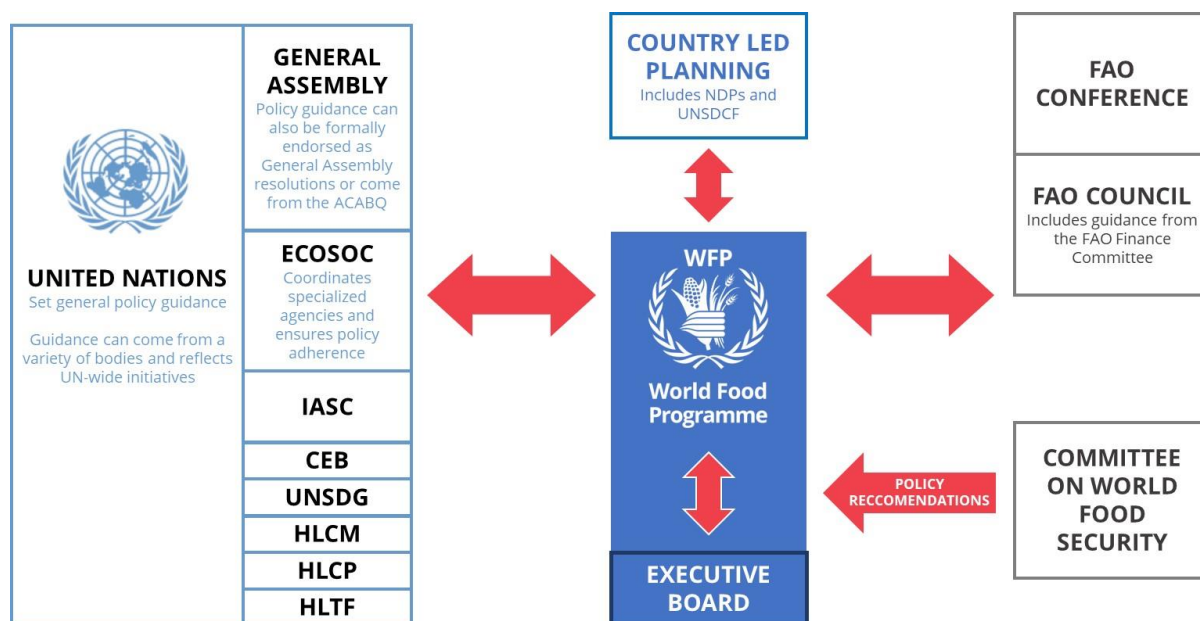 UNITED NATIONS
Set general policy guidance
Guidance can come from a
variety of bodies and reflects
UN-wide initiatives
GENERAL
ASSEMBLY
Policy guidance can
also be formally
endorsed as
General Assembly
resolutions or come
from the ACABQ
ECOSOC
Coordinates
specialized
agencies and
ensures policy
adherence
IASC
CEB
UNSDG
HLCM
HLCP
HLTF
COUNTRY LED
PLANNING
Includes NDPs and
UNSDCF
WFP
World Food
Programme
EXECUTIVE
BOARD
FAO
CONFERENCE
FAO COUNCIL
Includes guidance from
the FAO Finance
Committee
POLICY
RECCOMENDATIONS
COMMITTEE
ON WORLD
FOOD
SECURITY